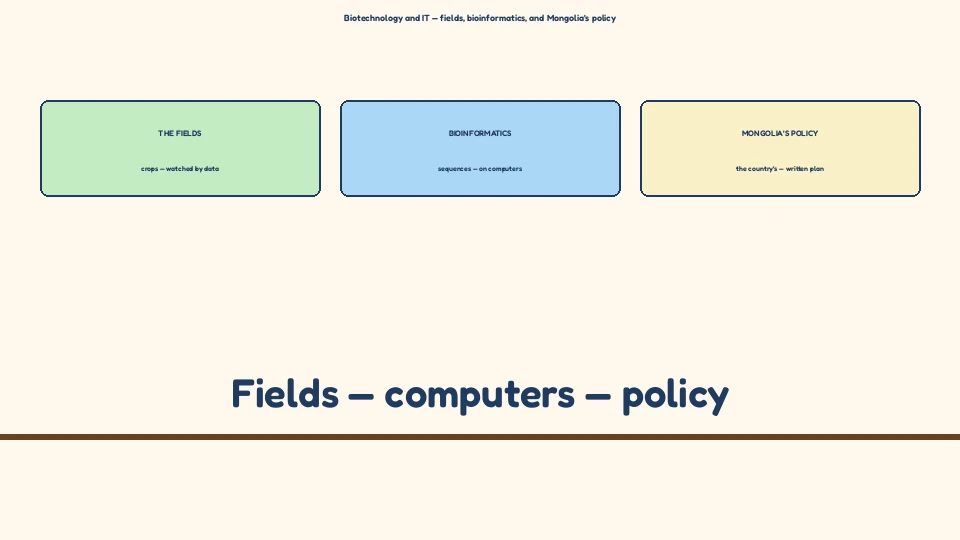 Biotechnology and IT — fields, bioinformatics, and Mongolia's policy
THE FIELDS
crops — watched by data
BIOINFORMATICS
sequences — on computers
MONGOLIA'S POLICY
the country's — written plan
Fields — computers — policy